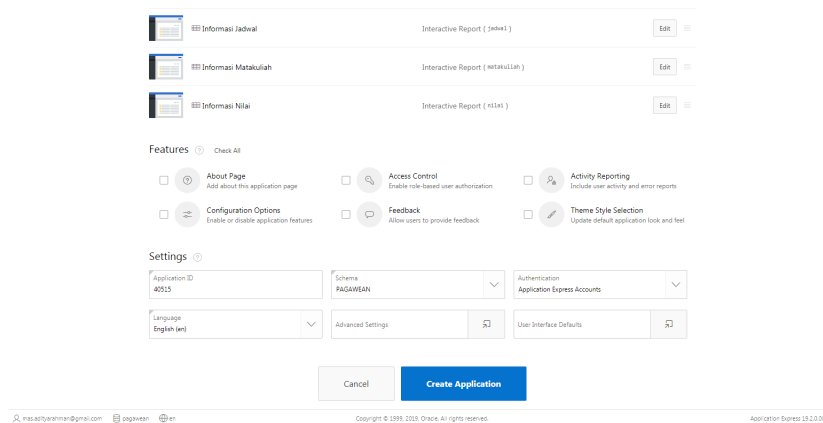 Informasi Jadwal Interactive Report ( jadwal ) Edit
Informasi Matakuliah Interactive Report ( matakuliah ) Edit
Informasi Nilai Interactive Report ( nilai ) Edit
Features Check All
About Page Access Control Activity Reporting
Add about this application page Enable role-based user authorization Include user activity and error reports
Configuration Options Feedback Theme Style Selection
Enable or disable application features Allow users to provide feedback Update default application look and feel
Settings
Application ID Schema Authentication
40515 PAGAWEAN Application Express Accounts
Language
English (en) Advanced Settings User Interface Defaults
Cancel Create Application
mas.adityarahman@gmail.com pagawean en Copyright © 1999, 2019, Oracle. All rights reserved. Application Express 19.2.0.00